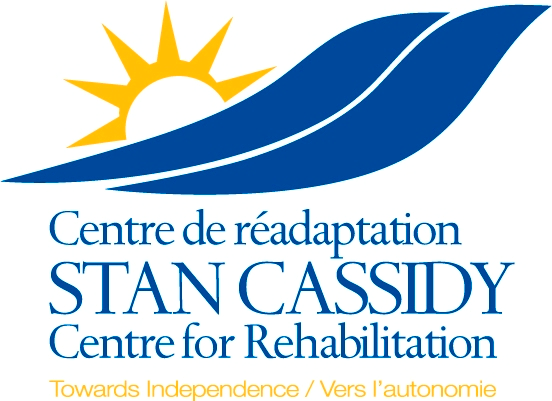 Centre de réadaptation
STAN CASSIDY
Centre for Rehabilitation
Towards Independence / Vers l'autonomie